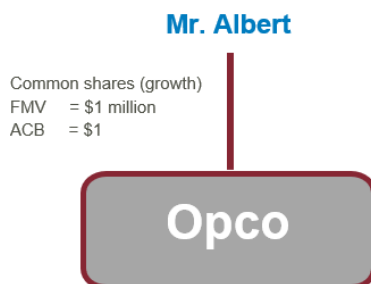 Mr. Albert
Common shares (growth)
FMV = $1 million
ACB = $1
Opco